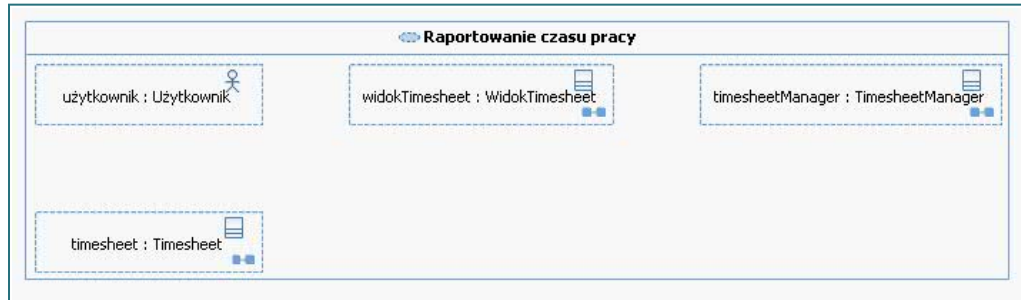 Raportowanie czasu pracy
użytkownik : Użytkownik
widokTimesheet : WidokTimesheet
timesheetManager : TimesheetManager
timesheet : Timesheet